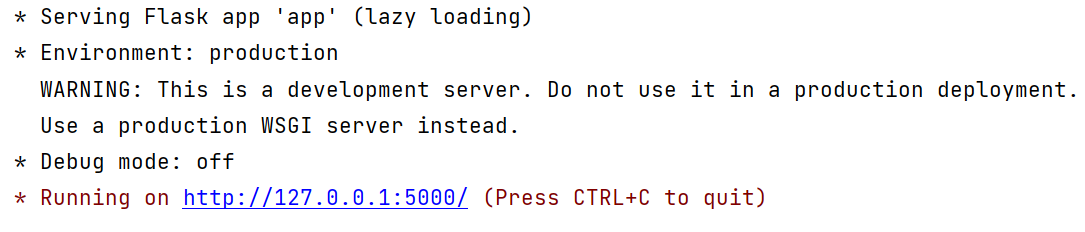 * Serving Flask app 'app' (lazy loading)
* Environment: production
WARNING: This is a development server. Do not use it in a production deployment.
Use a production WSGI server instead.
* Debug mode: off
* Running on http://127.0.0.1:5000/ (Press CTRL+C to quit)